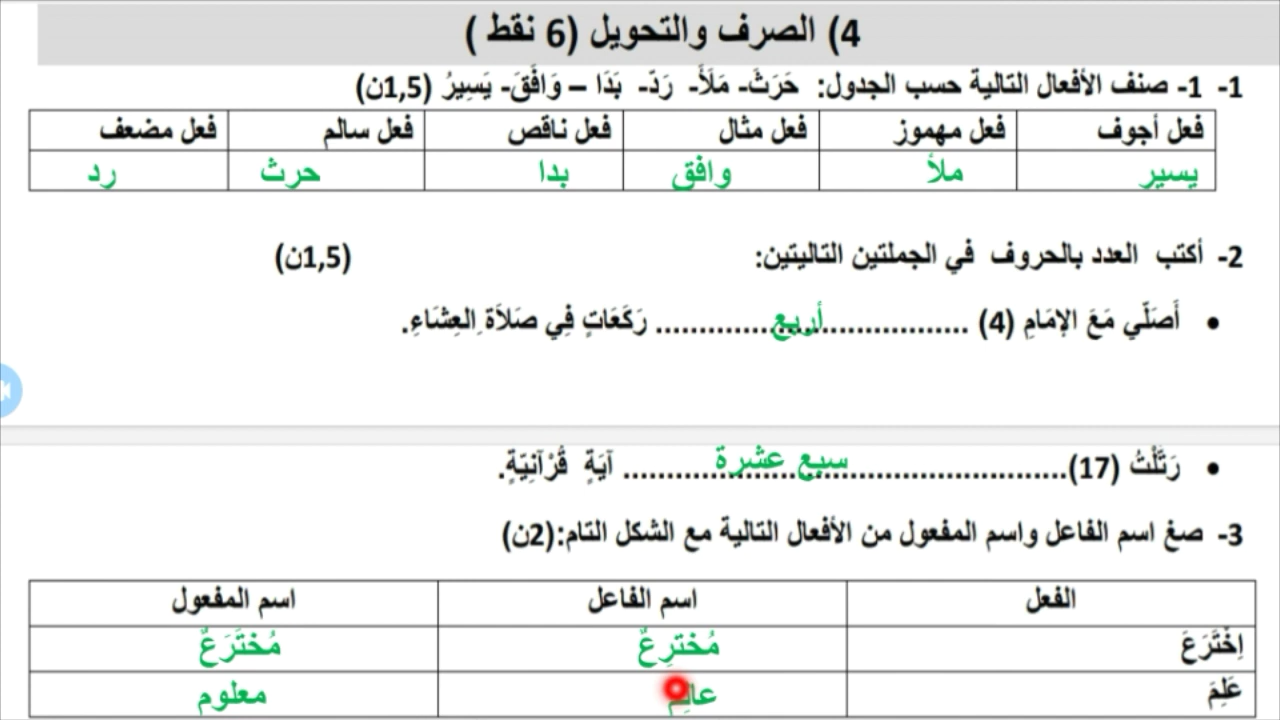 4) الصرف والتحويل (6 نقط )
1- 1- صنف الأفعال التالية حسب الجدول: حَرَثَ- مَلَأَ- رَدّ- بَدَا – وَافَقَ- يَسِيرُ (1,5ن)
فعل أجوف فعل مهموز فعل مثال فعل ناقص فعل سالم فعل مضعف
يسير ملأ وافق بدا حرث رد
2- أكتب العدد بالحروف في الجملتين التاليتين: (1,5ن)
• أَصَلّي مَعَ الإمَامِ (4) ................أربع................ رَكَعَاتٍ فِي صَلاَة ِالعِشَاءِ.
• رَتَّلْتُ (17)....................سبع عشرة.................... آيَةٍ قُرْآنِيّةٍ.
3- صغ اسم الفاعل واسم المفعول من الأفعال التالية مع الشكل التام:(2ن)
الفعل اسم الفاعل اسم المفعول
اِخْتَرَعَ مُخترِعٌ مُختَرَعٌ
عَلِمَ عالِم معلوم